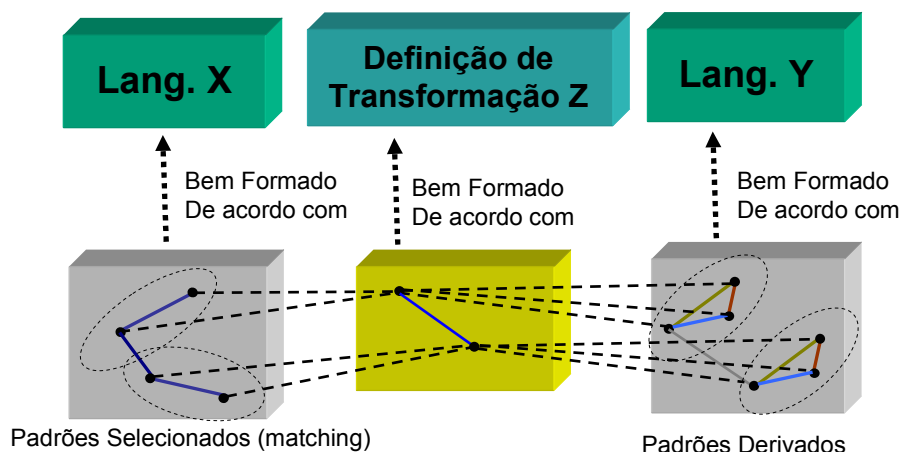 Lang. X
Definição de
Transformação Z
Lang. Y
Bem Formado
De acordo com
Bem Formado
De acordo com
Bem Formado
De acordo com
Padrões Selecionados (matching)
Padrões Derivados